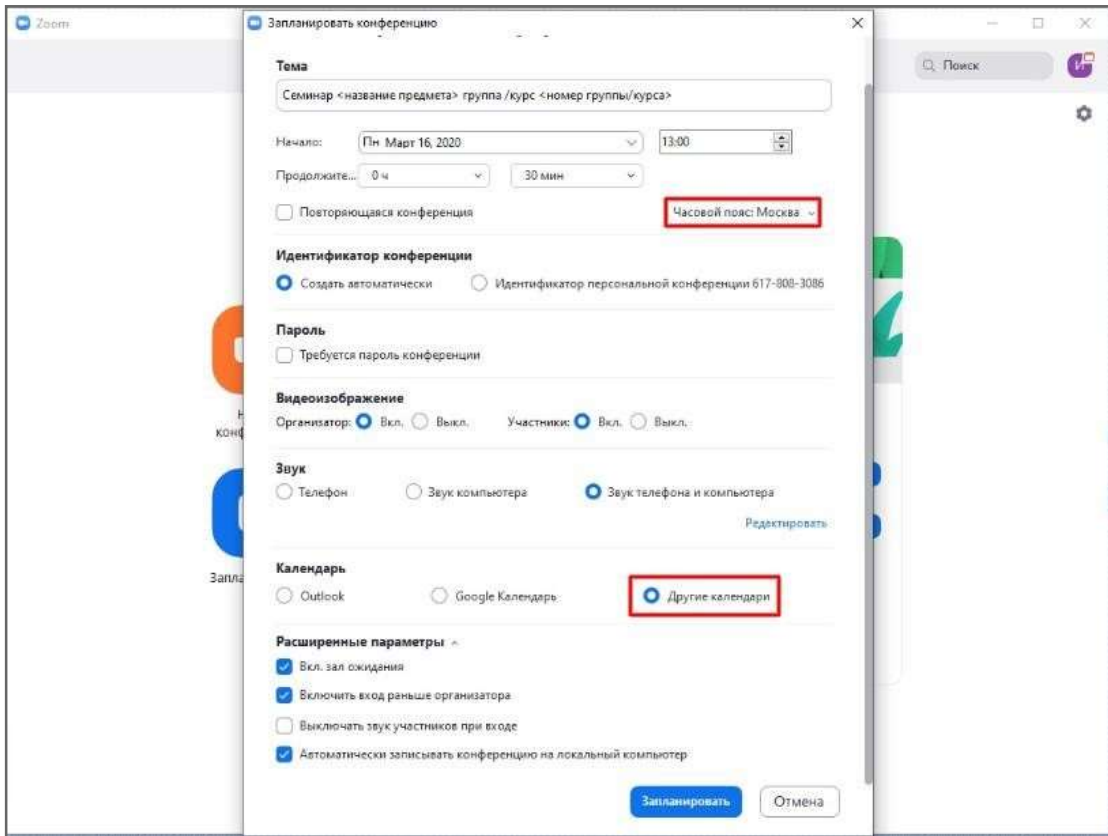 Zoom
Запланировать конференцию
Поиск
И
Тема
Семинар <название предмета> группа /курс <номер группы/курса>
Начало: Пн Март 16, 2020 13:00
Продолжите... 0 ч 30 мин
Повторяющаяся конференция Часовой пояс: Москва
Идентификатор конференции
Создать автоматически Идентификатор персональной конференции 617-808-3086
Пароль
Требуется пароль конференции
Видеоизображение
Организатор: Вкл. Выкл. Участники: Вкл. Выкл.
Н
конф
Звук
Телефон Звук компьютера Звук телефона и компьютера
Редактировать
Календарь
Запла
Outlook Google Календарь Другие календари
Расширенные параметры
Вкл. зал ожидания
Включить вход раньше организатора
Выключать звук участников при входе
Автоматически записывать конференцию на локальный компьютер
Запланировать Отмена